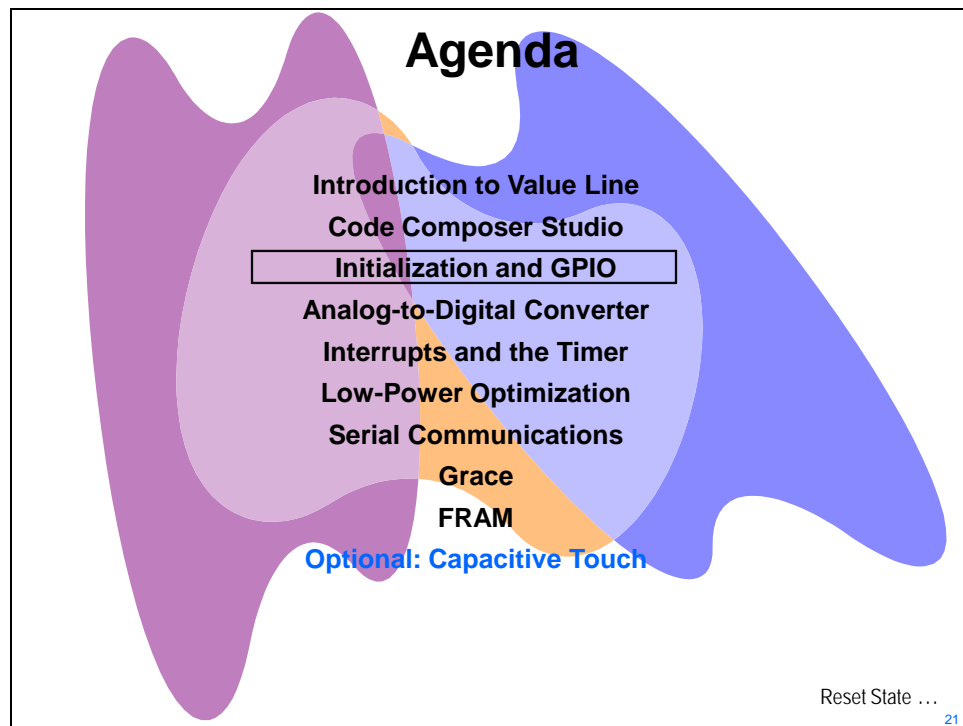 Agenda
Introduction to Value Line
Code Composer Studio
Initialization and GPIO
Analog-to-Digital Converter
Interrupts and the Timer
Low-Power Optimization
Serial Communications
Grace
FRAM
Optional: Capacitive Touch
Reset State …
21